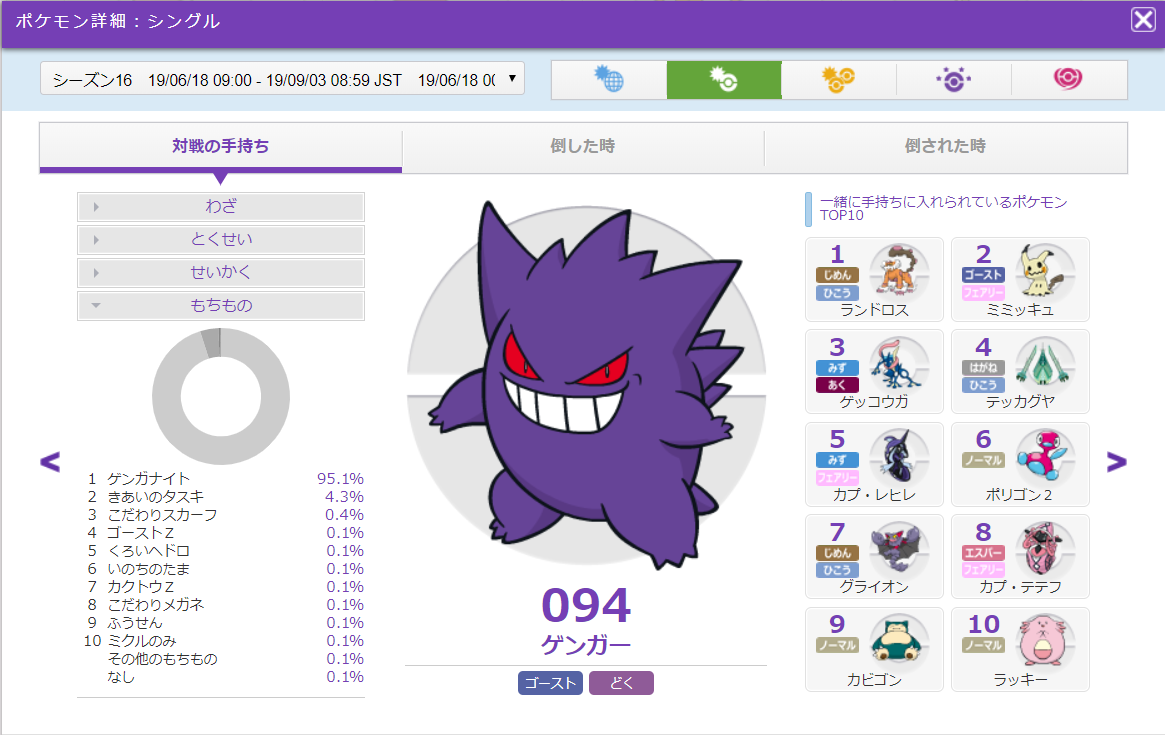 ポケモン詳細：シングル
シーズン16　19/06/18 09:00 - 19/09/03 08:59 JST　19/06/18 0
対戦の手持ち
倒した時
倒された時
わざ
とくせい
せいかく
もちもの
1 ゲンガナイト 95.1%
2 きあいのタスキ 4.3%
3 こだわりスカーフ 0.4%
4 ゴーストＺ 0.1%
5 くろいヘドロ 0.1%
6 いのちのたま 0.1%
7 カクトウＺ 0.1%
8 こだわりメガネ 0.1%
9 ふうせん 0.1%
10 ミクルのみ 0.1%
その他のもちもの 0.1%
なし 0.1%
<
094
ゲンガー
ゴースト どく
>
一緒に手持ちに入れられているポケモン
TOP10
1
じめん
ひこう
ランドロス
2
ゴースト
フェアリー
ミミッキュ
3
みず
あく
ゲッコウガ
4
はがね
ひこう
テッカグヤ
5
みず
フェアリー
カプ・レヒレ
6
ノーマル
ポリゴン２
7
じめん
ひこう
グライオン
8
エスパー
フェアリー
カプ・テテフ
9
ノーマル
カビゴン
10
ノーマル
ラッキー